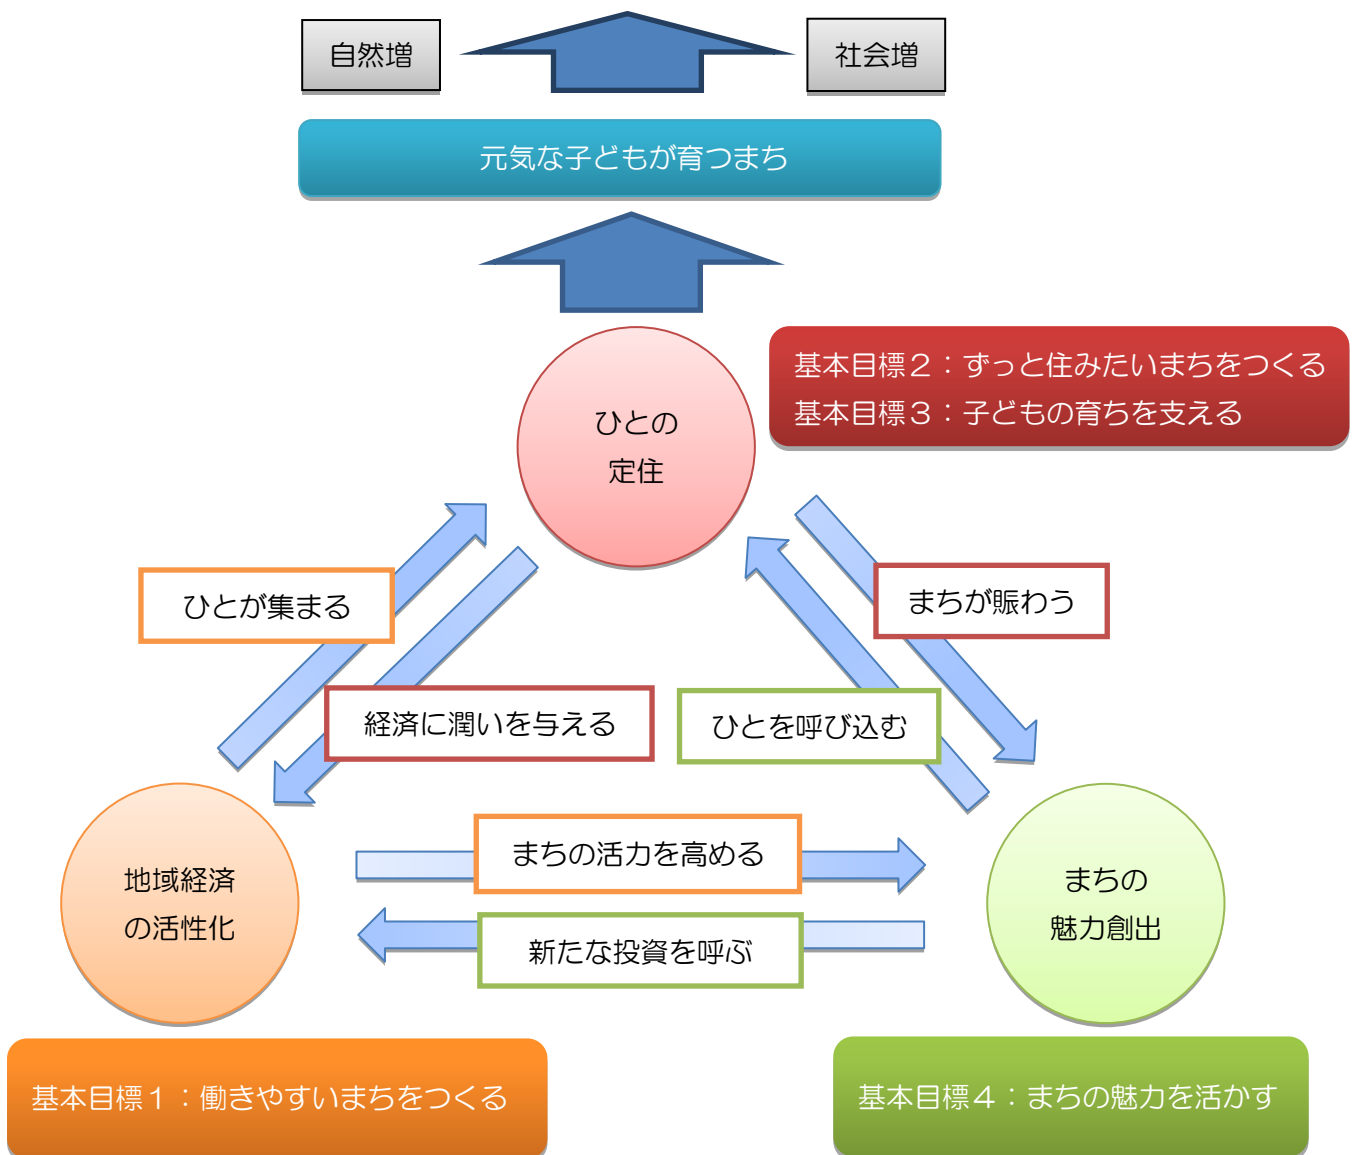 自然増
社会増
元気な子どもが育つまち
基本目標２：ずっと住みたいまちをつくる
基本目標３：子どもの育ちを支える
ひとの
定住
ひとが集まる
まちが賑わう
経済に潤いを与える
ひとを呼び込む
まちの活力を高める
地域経済
の活性化
まちの
魅力創出
新たな投資を呼ぶ
基本目標１：働きやすいまちをつくる
基本目標４：まちの魅力を活かす